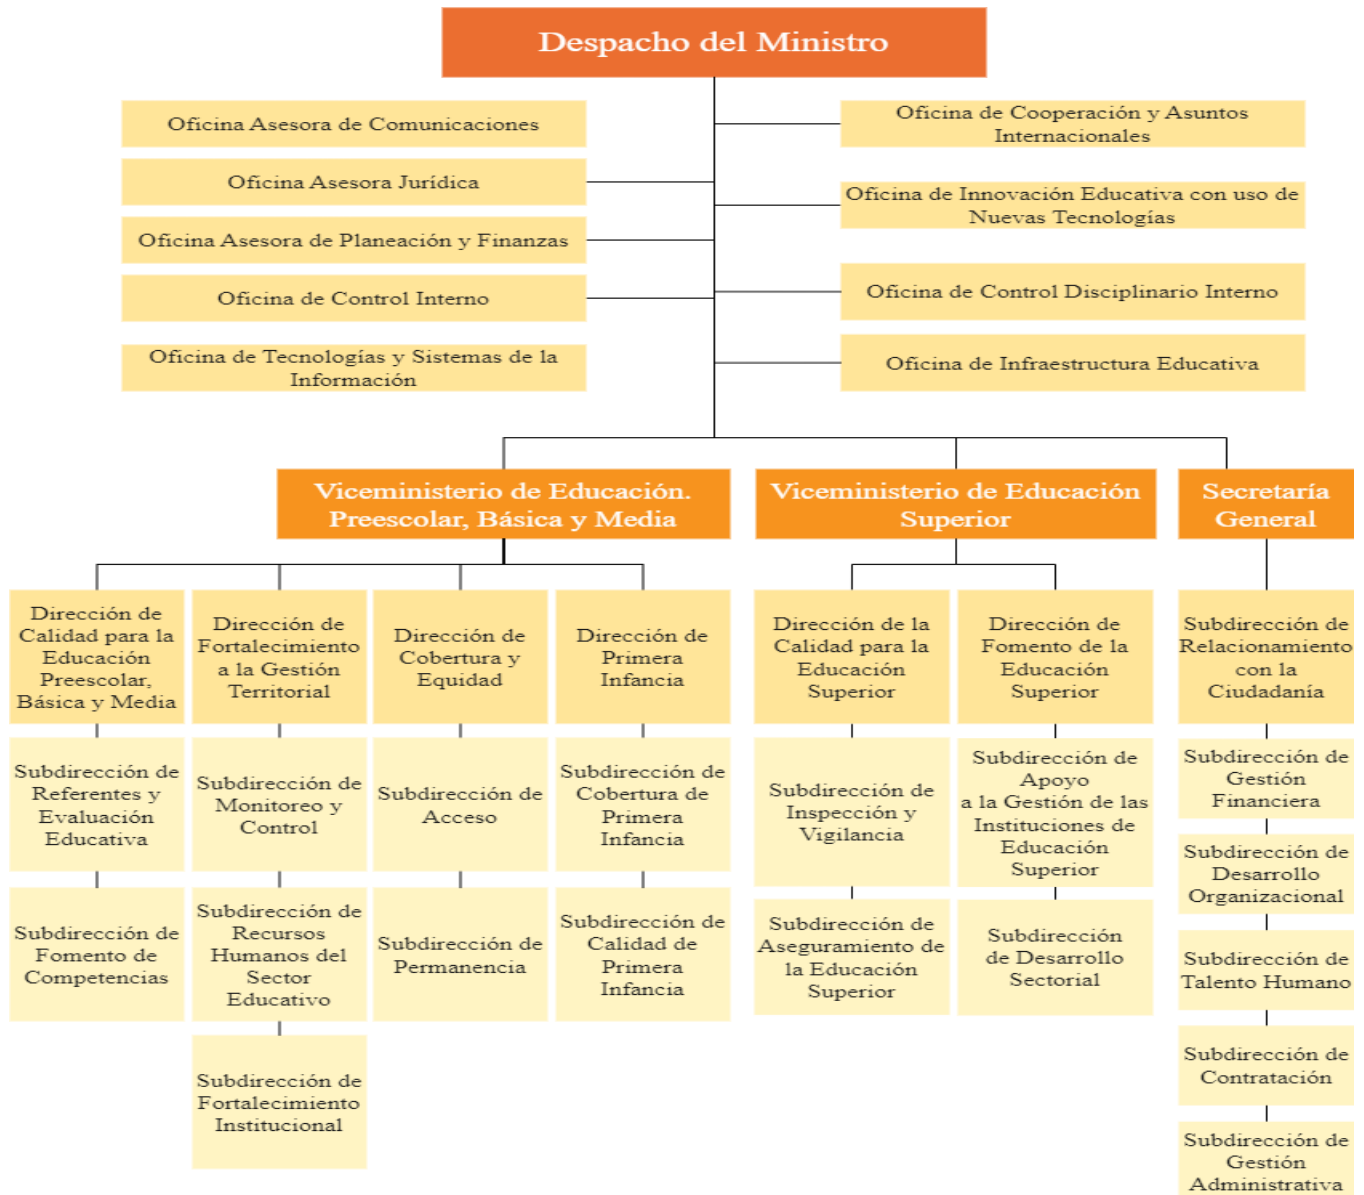 Despacho del Ministro
Oficina Asesora de Comunicaciones
Oficina Asesora Jurídica
Oficina Asesora de Planeación y Finanzas
Oficina de Control Interno
Oficina de Tecnologías y Sistemas de la
Información
Oficina de Cooperación y Asuntos
Internacionales
Oficina de Innovación Educativa con uso de
Nuevas Tecnologías
Oficina de Control Disciplinario Interno
Oficina de Infraestructura Educativa
Viceministerio de Educación.
Preescolar, Básica y Media
Viceministerio de Educación
Superior
Secretaría
General
Dirección de
Calidad para la
Educación
Preescolar,
Básica y Media
Subdirección de
Referentes y
Evaluación
Educativa
Subdirección de
Fomento de
Competencias
Dirección de
Fortalecimiento
a la Gestión
Territorial
Subdirección de
Monitoreo y
Control
Subdirección de
Recursos
Humanos del
Sector
Educativo
Subdirección de
Fortalecimiento
Institucional
Dirección de
Cobertura y
Equidad
Subdirección de
Acceso
Subdirección de
Permanencia
Dirección de
Primera
Infancia
Subdirección de
Cobertura de
Primera
Infancia
Subdirección de
Calidad de
Primera
Infancia
Dirección de la
Calidad para la
Educación
Superior
Subdirección de
Inspección y
Vigilancia
Subdirección de
Aseguramiento de
la Educación
Superior
Dirección de
Fomento de la
Educación
Superior
Subdirección de
Apoyo
a la Gestión de las
Instituciones de
Educación
Superior
Subdirección
de Desarrollo
Sectorial
Subdirección de
Relacionamiento
con la
Ciudadanía
Subdirección de
Gestión
Financiera
Subdirección de
Desarrollo
Organizacional
Subdirección de
Talento Humano
Subdirección de
Contratación
Subdirección de
Gestión
Administrativa